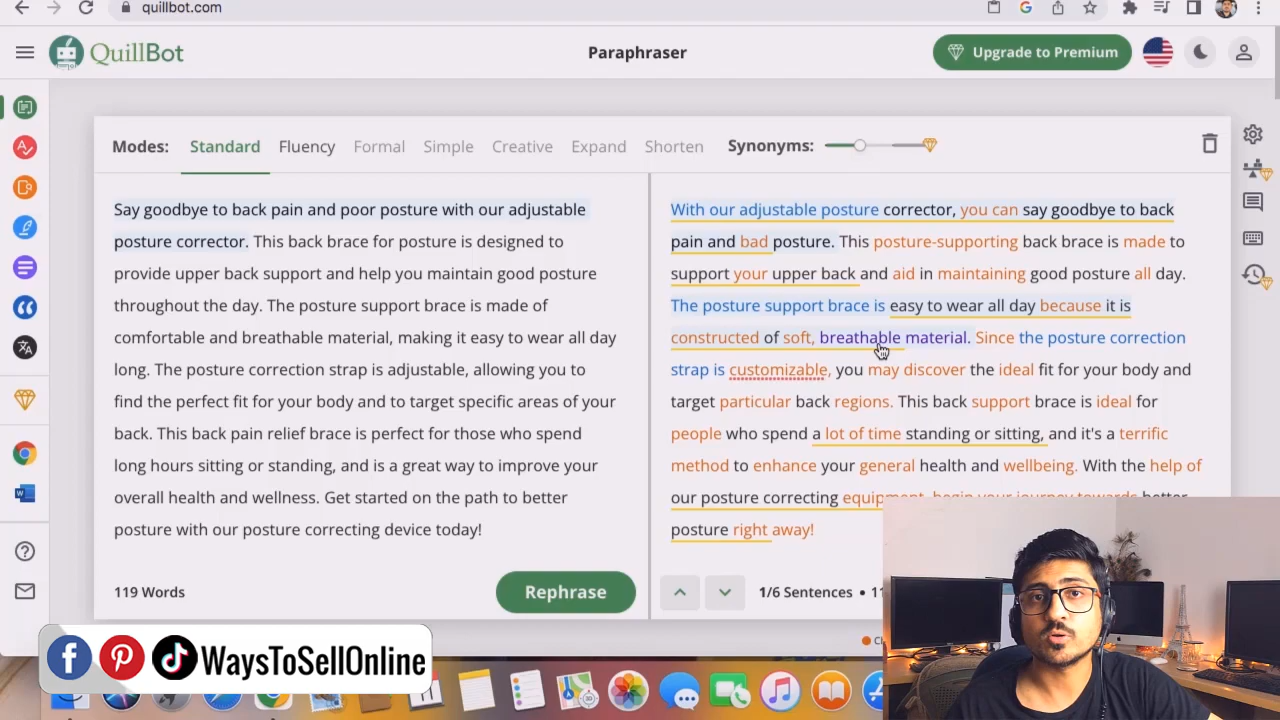 quillbot.com
QuillBot
Paraphraser
Upgrade to Premium
Modes: Standard Fluency Formal Simple Creative Expand Shorten Synonyms:
Say goodbye to back pain and poor posture with our adjustable
posture corrector. This back brace for posture is designed to
provide upper back support and help you maintain good posture
throughout the day. The posture support brace is made of
comfortable and breathable material, making it easy to wear all day
long. The posture correction strap is adjustable, allowing you to
find the perfect fit for your body and to target specific areas of your
back. This back pain relief brace is perfect for those who spend
long hours sitting or standing, and is a great way to improve your
overall health and wellness. Get started on the path to better
posture with our posture correcting device today!
119 Words
Rephrase
With our adjustable posture corrector, you can say goodbye to back
pain and bad posture. This posture-supporting back brace is made to
support your upper back and aid in maintaining good posture all day.
The posture support brace is easy to wear all day because it is
constructed of soft, breathable material. Since the posture correction
strap is customizable, you may discover the ideal fit for your body and
target particular back regions. This back support brace is ideal for
people who spend a lot of time standing or sitting, and it's a terrific
method to enhance your general health and wellbeing. With the help of
our posture correcting equipment, begin your journey towards better
posture right away!
1/6 Sentences •
WaysToSellOnline